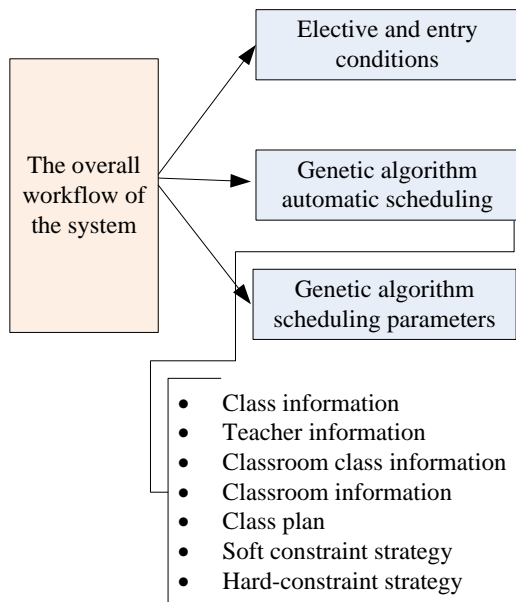 Elective and entry
conditions
The overall
workflow of
the system
Genetic algorithm
automatic scheduling
Genetic algorithm
scheduling parameters
• Class information
• Teacher information
• Classroom class information
• Classroom information
• Class plan
• Soft constraint strategy
• Hard-constraint strategy